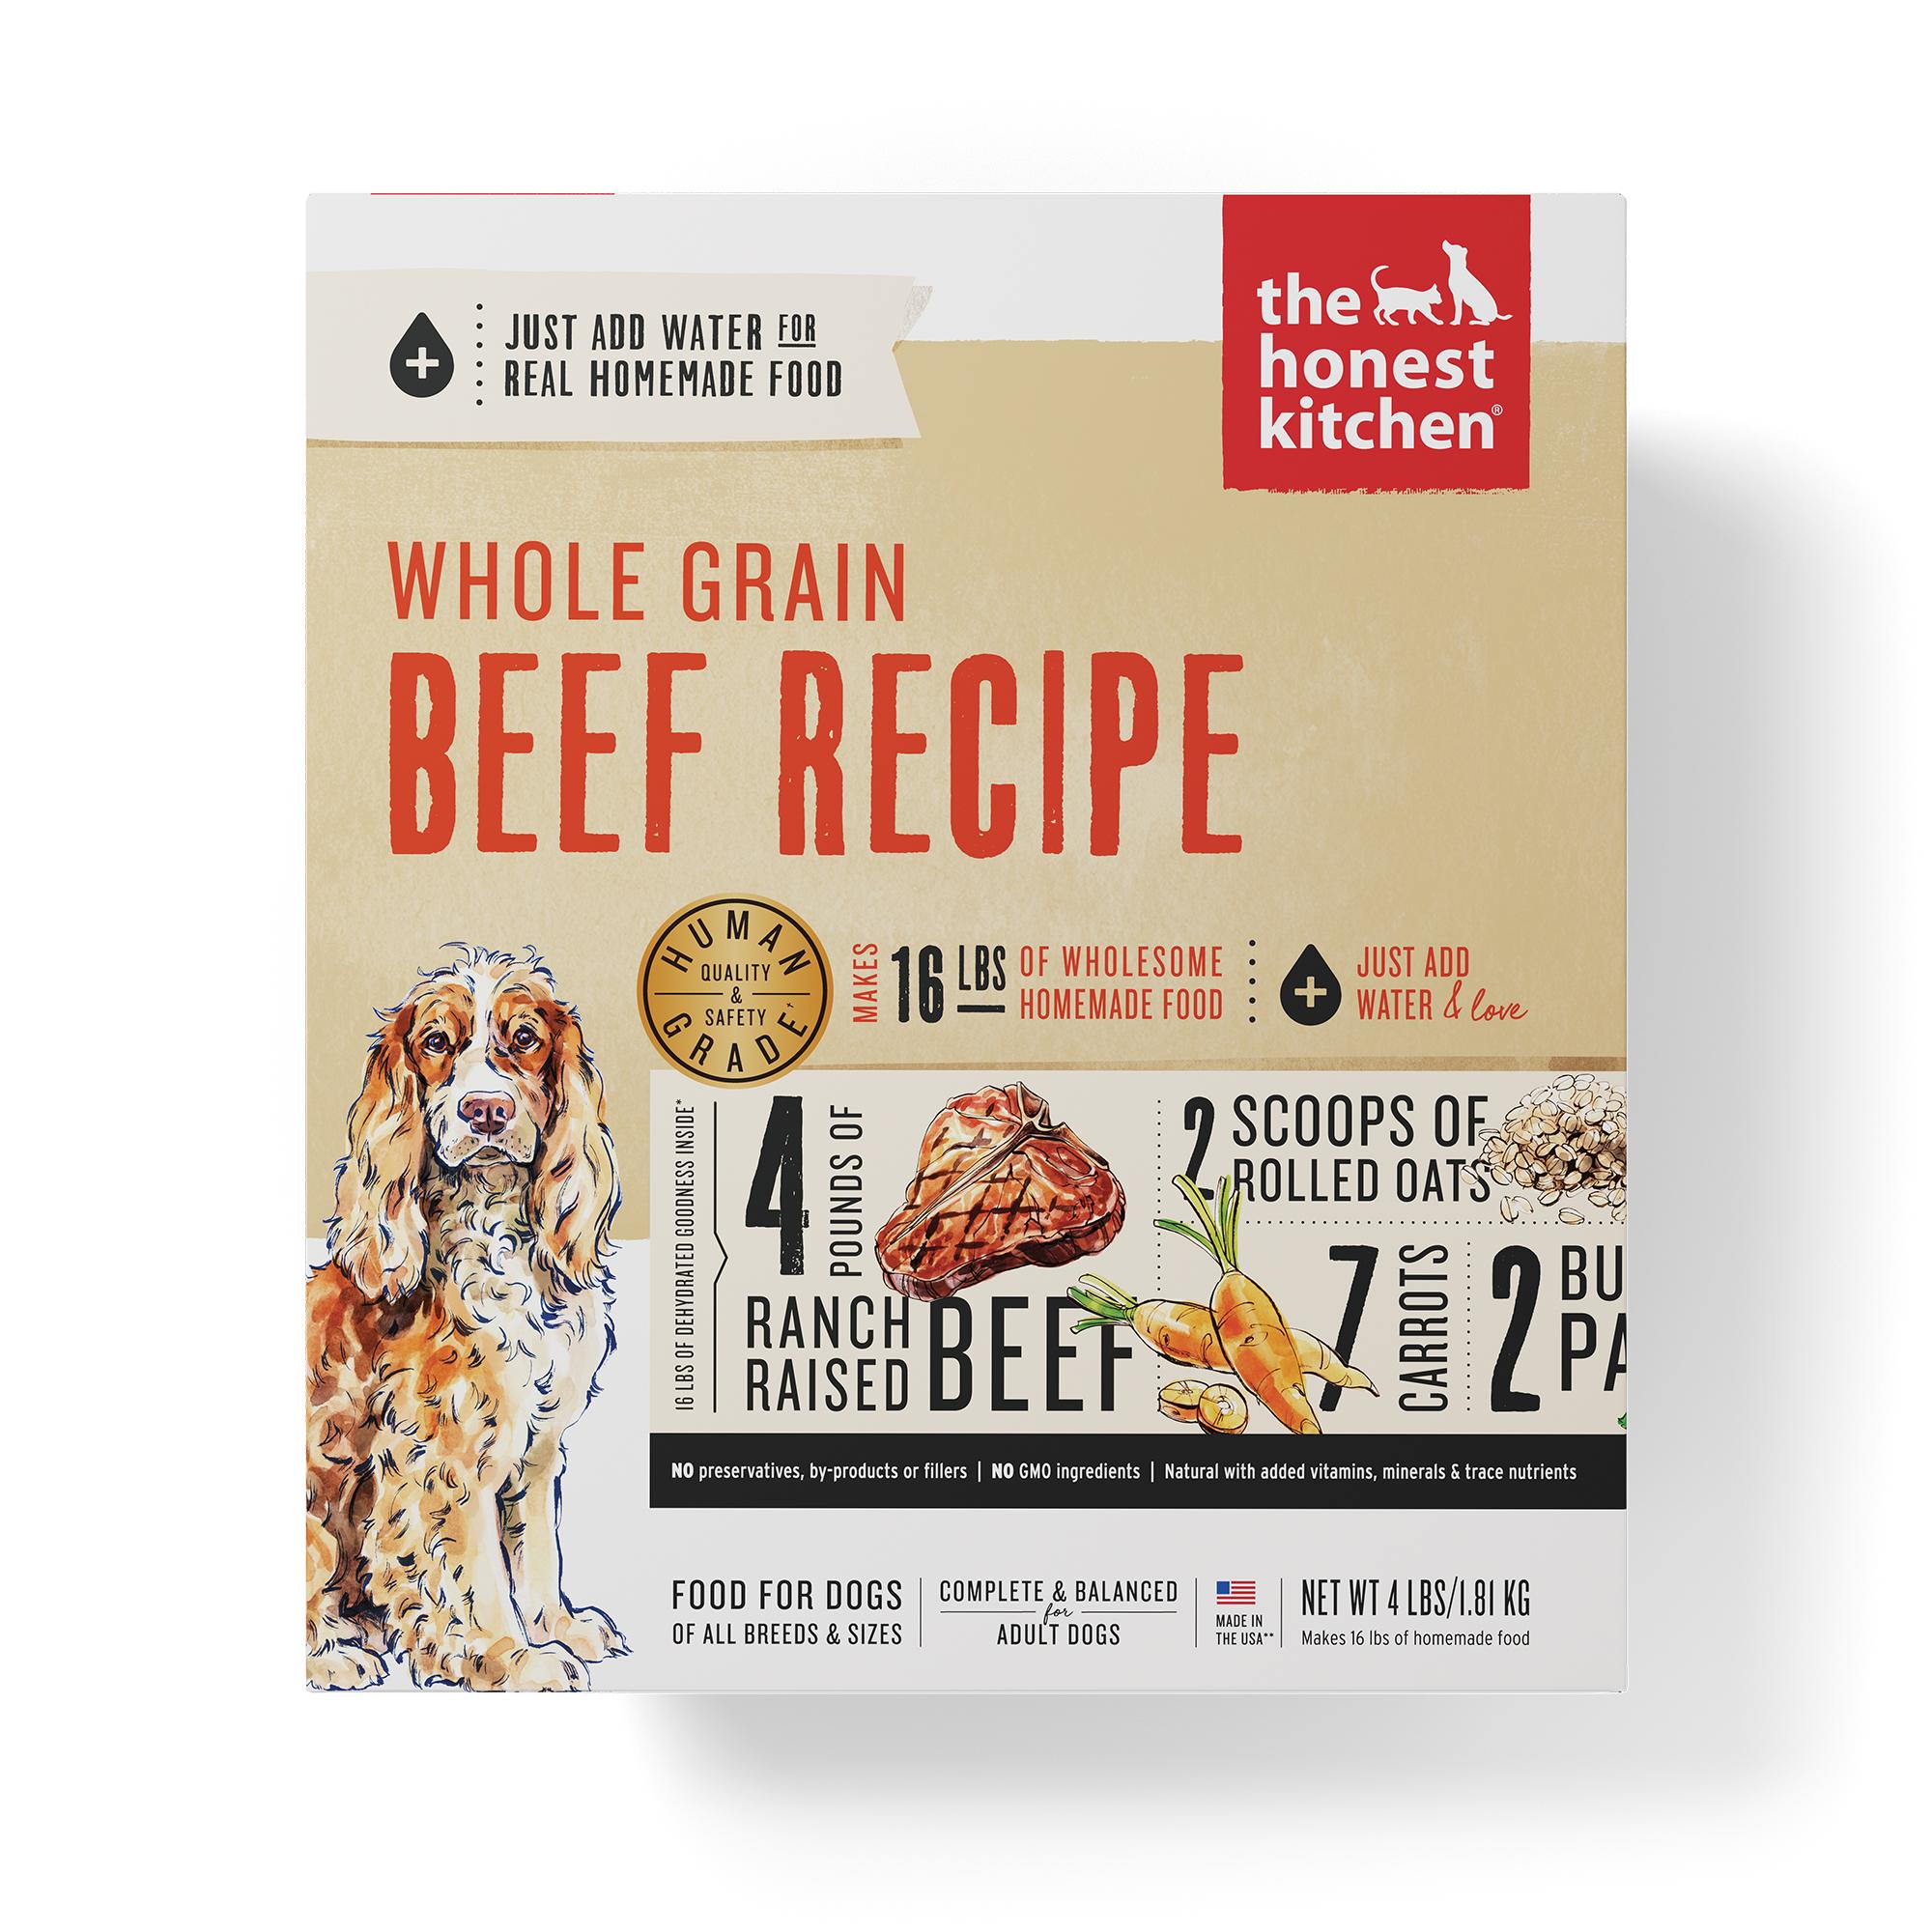 JUST ADD WATER FOR
REAL HOMEMADE FOOD
the
honest
kitchen®
WHOLE GRAIN
BEEF RECIPE
HUMAN
QUALITY
&
SAFETY
GRADE
MAKES
16 LBS
OF WHOLESOME
HOMEMADE FOOD
JUST ADD
WATER & love
16 LBS OF DEHYDRATED GOODNESS INSIDE*
4
POUNDS OF
RANCH
RAISED
BEEF
2 SCOOPS OF
ROLLED OATS
7
CARROTS
2
BU
PA
NO preservatives, by-products or fillers | NO GMO ingredients | Natural with added vitamins, minerals & trace nutrients
FOOD FOR DOGS
OF ALL BREEDS & SIZES
COMPLETE & BALANCED
for
ADULT DOGS
MADE IN
THE USA**
NET WT 4 LBS/1.81 KG
Makes 16 lbs of homemade food